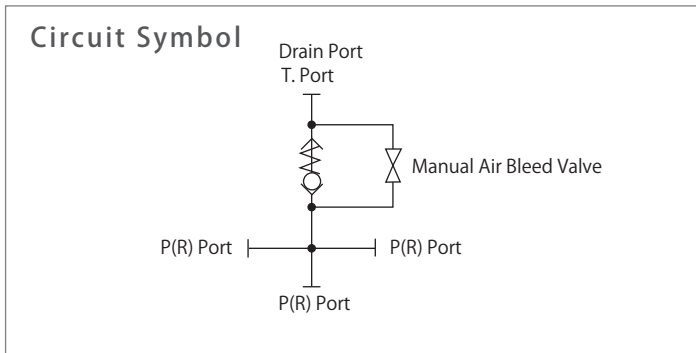 Circuit Symbol
Drain Port
T. Port
Manual Air Bleed Valve
P(R) Port
P(R) Port
P(R) Port